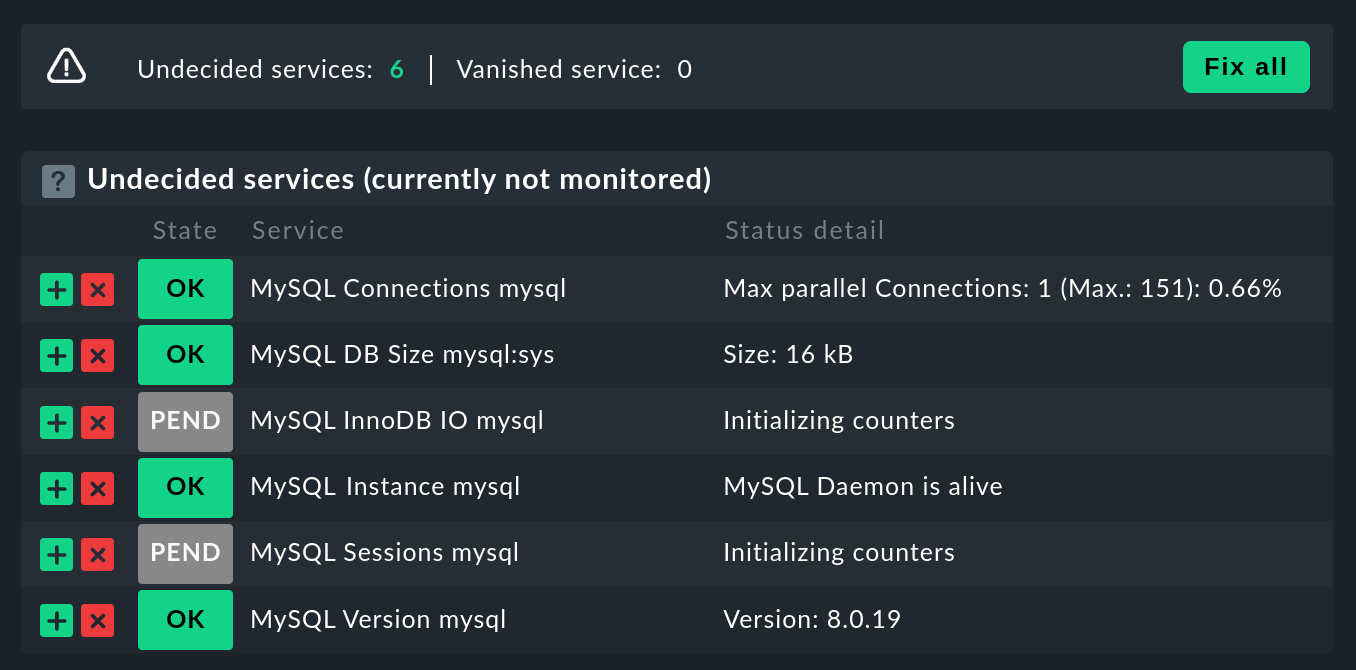 Undecided services: 6 | Vanished service: 0 Fix all
? Undecided services (currently not monitored)
State Service Status detail
OK MySQL Connections mysql Max parallel Connections: 1 (Max.: 151): 0.66%
OK MySQL DB Size mysql:sys Size: 16 kB
PEND MySQL InnoDB IO mysql Initializing counters
OK MySQL Instance mysql MySQL Daemon is alive
PEND MySQL Sessions mysql Initializing counters
OK MySQL Version mysql Version: 8.0.19